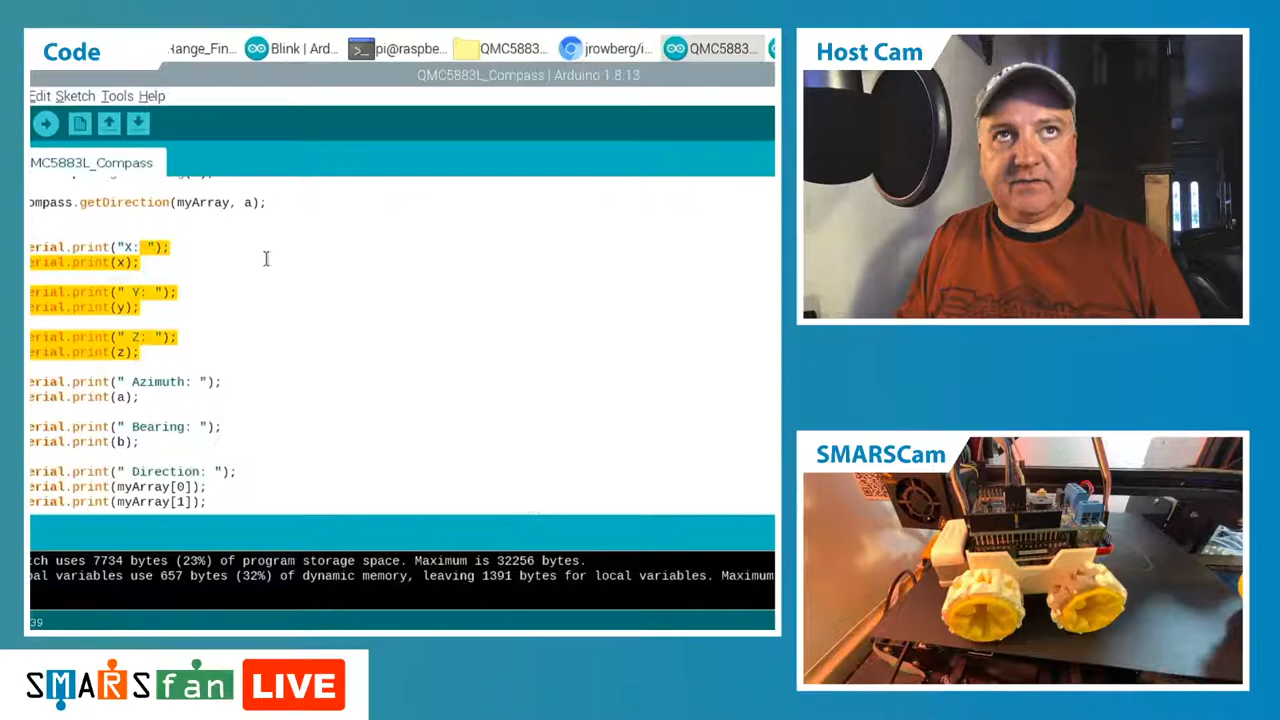 Code
Blink | Ard...
pi@raspbe...
QMC5883...
jrowberg/i...
QMC5883...
QMC5883L_Compass | Arduino 1.8.13
Edit Sketch Tools Help
MC5883L_Compass
ompass.getDirection(myArray, a);
erial.print("X: ");
erial.print(x);
erial.print(" Y: ");
erial.print(y);
erial.print(" Z: ");
erial.print(z);
erial.print(" Azimuth: ");
erial.print(a);
erial.print(" Bearing: ");
erial.print(b);
erial.print(" Direction: ");
erial.print(myArray[0]);
erial.print(myArray[1]);
tch uses 7734 bytes (23%) of program storage space. Maximum is 32256 bytes.
bal variables use 657 bytes (32%) of dynamic memory, leaving 1391 bytes for local variables. Maximum
39
Host Cam
SMARSCam
SMARSfan LIVE